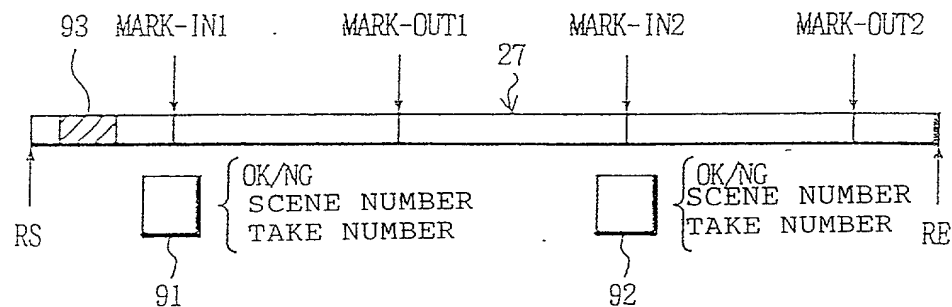 93 MARK-IN1 MARK-OUT1 27 MARK-IN2 MARK-OUT2
OK/NG
SCENE NUMBER
TAKE NUMBER
OK/NG
SCENE NUMBER
TAKE NUMBER
RS
RE
91
92